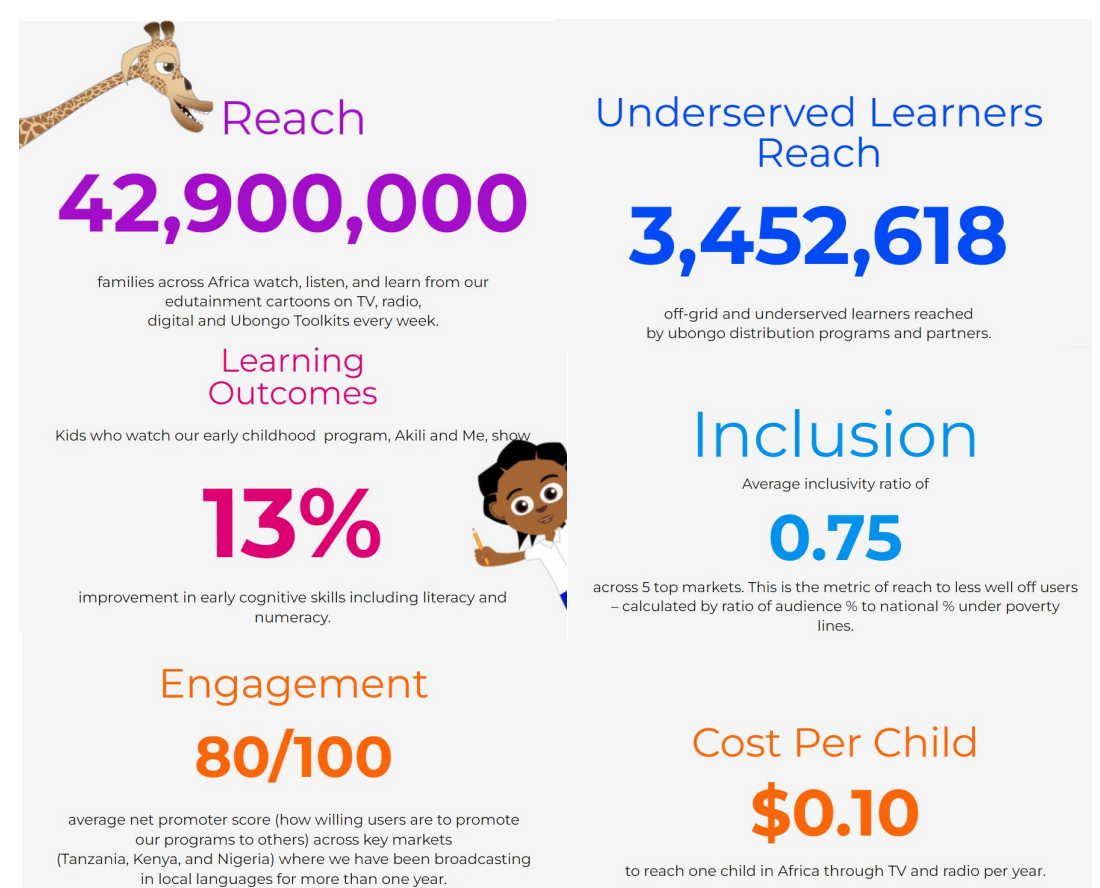 Reach
42,900,000
families across Africa watch, listen, and learn from our
edutainment cartoons on TV, radio,
digital and Ubongo Toolkits every week.
Underserved Learners
Reach
3,452,618
off-grid and underserved learners reached
by ubongo distribution programs and partners.
Learning
Outcomes
Kids who watch our early childhood program, Akili and Me, show
13%
improvement in early cognitive skills including literacy and
numeracy.
Inclusion
Average inclusivity ratio of
0.75
across 5 top markets. This is the metric of reach to less well off users
– calculated by ratio of audience % to national % under poverty
lines.
Engagement
80/100
average net promoter score (how willing users are to promote
our programs to others) across key markets
(Tanzania, Kenya, and Nigeria) where we have been broadcasting
in local languages for more than one year.
Cost Per Child
$0.10
to reach one child in Africa through TV and radio per year.